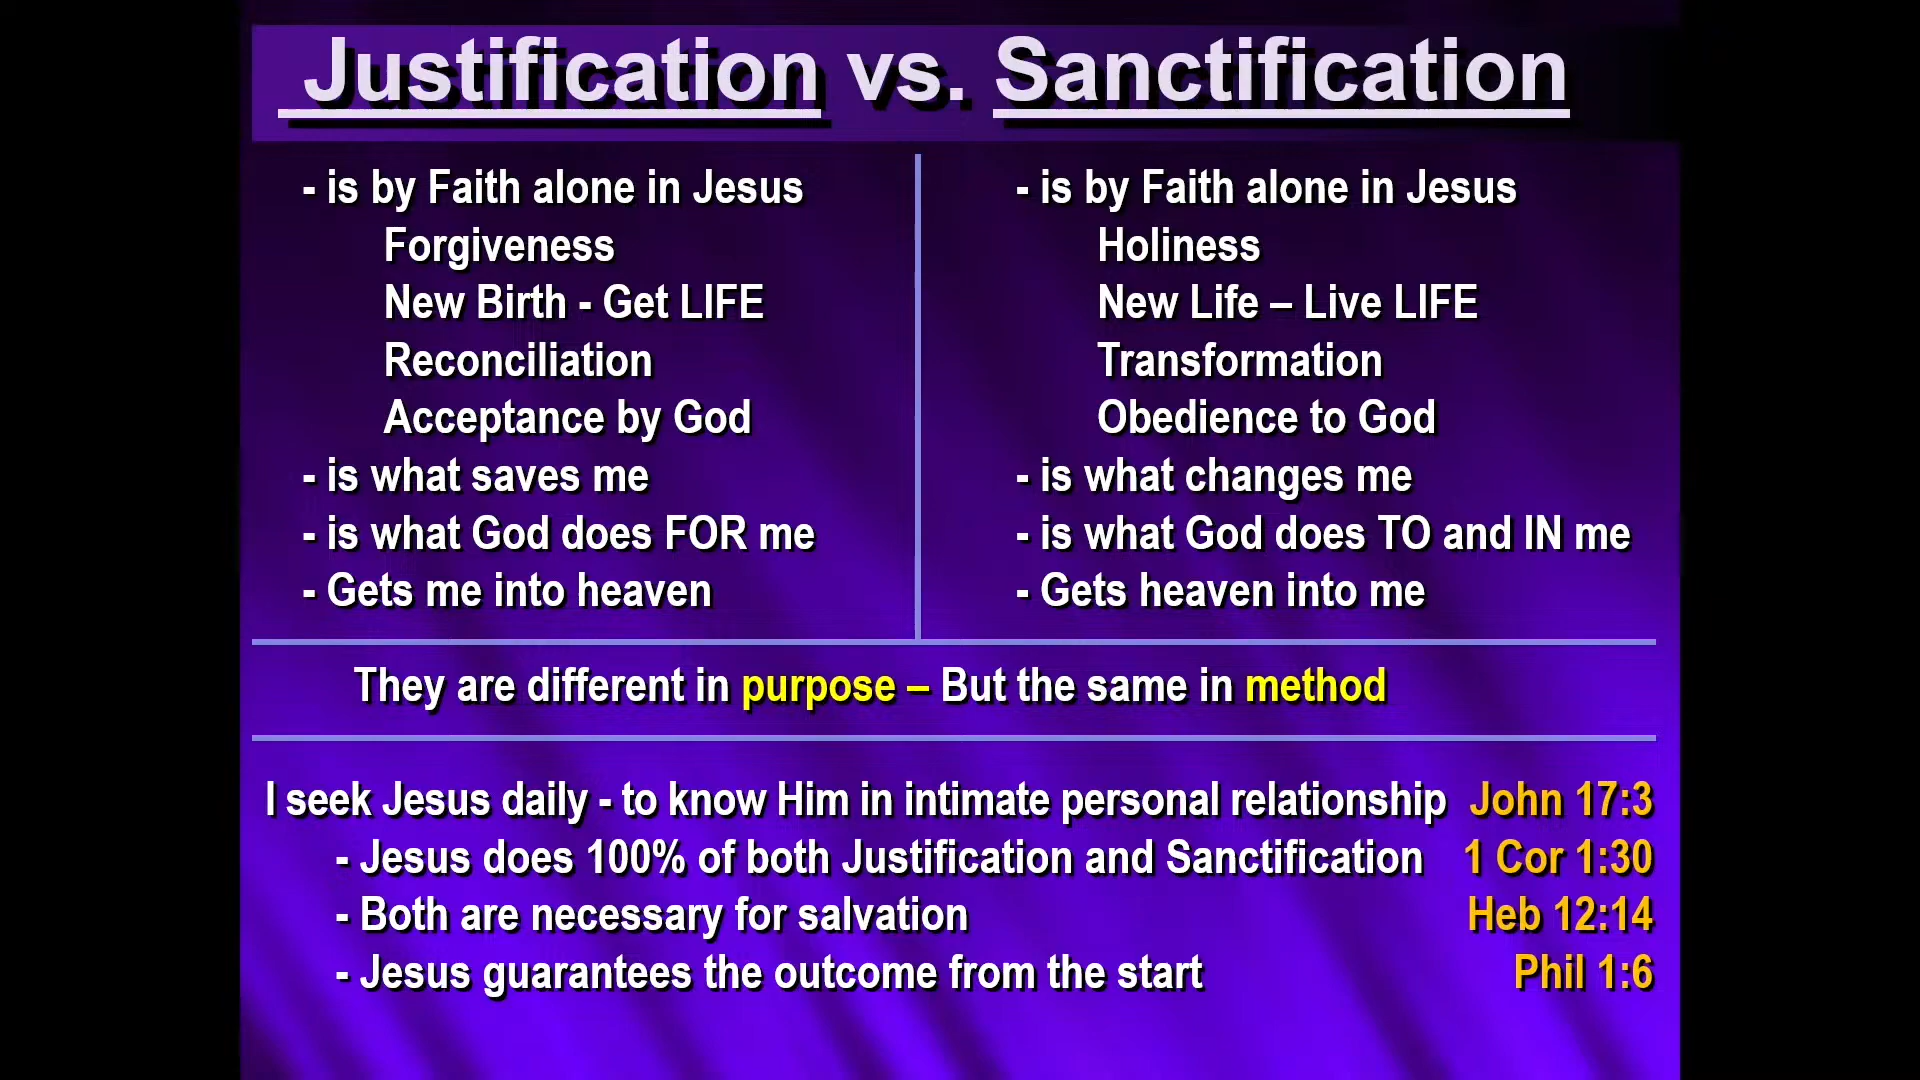 Justification vs. Sanctification
- is by Faith alone in Jesus
Forgiveness
New Birth - Get LIFE
Reconciliation
Acceptance by God
- is what saves me
- is what God does FOR me
- Gets me into heaven
- is by Faith alone in Jesus
Holiness
New Life – Live LIFE
Transformation
Obedience to God
- is what changes me
- is what God does TO and IN me
- Gets heaven into me
They are different in purpose – But the same in method
I seek Jesus daily - to know Him in intimate personal relationship John 17:3
- Jesus does 100% of both Justification and Sanctification 1 Cor 1:30
- Both are necessary for salvation Heb 12:14
- Jesus guarantees the outcome from the start Phil 1:6